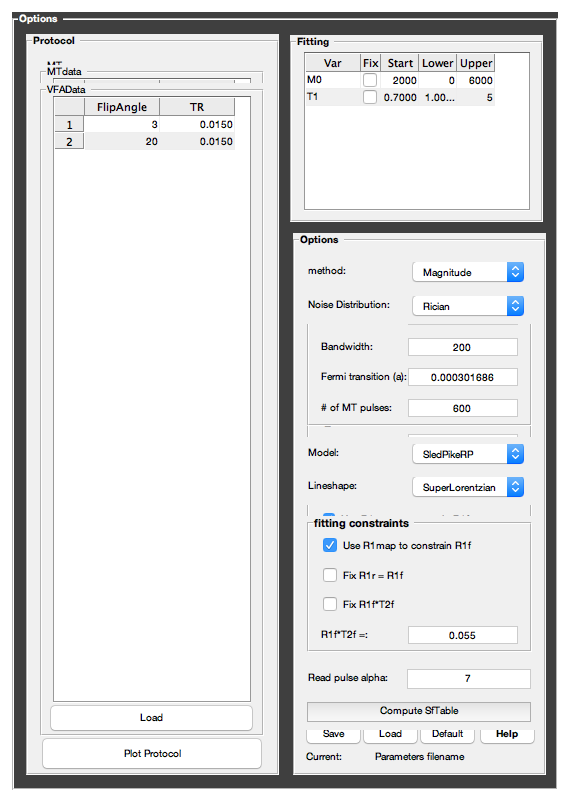 Options
Protocol
MTdata
VFAData
FlipAngle TR
1 3 0.0150
2 20 0.0150
Load
Plot Protocol
Fitting
Var Fix Start Lower Upper
M0 2000 0 6000
T1 0.7000 1.00... 5
Options
method: Magnitude
Noise Distribution: Rician
Bandwidth: 200
Fermi transition (a): 0.000301686
# of MT pulses: 600
Model: SledPikeRP
Lineshape: SuperLorentzian
fitting constraints
Use R1map to constrain R1f
Fix R1r = R1f
Fix R1f*T2f
R1f*T2f =: 0.055
Read pulse alpha: 7
Compute SfTable
Save Load Default Help
Current: Parameters filename